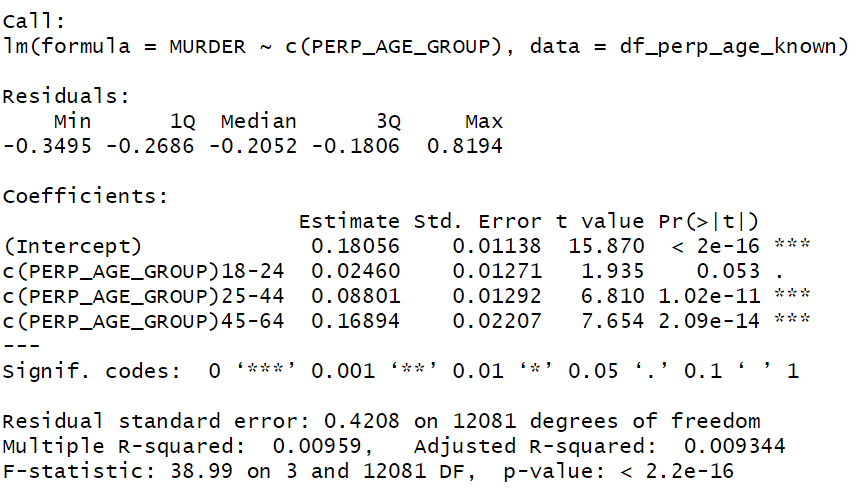 Call:
lm(formula = MURDER ~ c(PERP_AGE_GROUP), data = df_perp_age_known)
Residuals:
Min 1Q Median 3Q Max
-0.3495 -0.2686 -0.2052 -0.1806 0.8194
Coefficients:
Estimate Std. Error t value Pr(>|t|)
(Intercept) 0.18056 0.01138 15.870 < 2e-16 ***
c(PERP_AGE_GROUP)18-24 0.02460 0.01271 1.935 0.053 .
c(PERP_AGE_GROUP)25-44 0.08801 0.01292 6.810 1.02e-11 ***
c(PERP_AGE_GROUP)45-64 0.16894 0.02207 7.654 2.09e-14 ***
---
Signif. codes: 0 ‘***’ 0.001 ‘**’ 0.01 ‘*’ 0.05 ‘.’ 0.1 ‘ ’ 1
Residual standard error: 0.4208 on 12081 degrees of freedom
Multiple R-squared: 0.00959, Adjusted R-squared: 0.009344
F-statistic: 38.99 on 3 and 12081 DF, p-value: < 2.2e-16